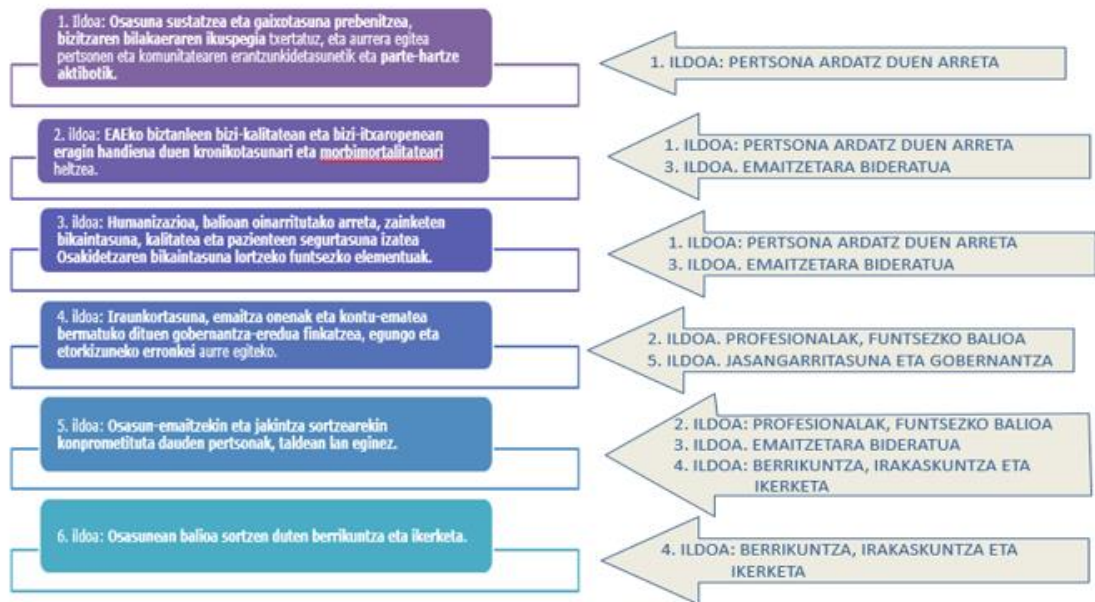 1. Ildoa: Osasuna sustatzea eta gaixotasuna prebenitzea,
bizitzaren bilakaeraren ikuspegia txertatuz, eta aurrera egitea
pertsonen eta komunitatearen erantzunkidetasunetik eta parte-hartze
aktibotik.
1. ILDOA: PERTSONA ARDATZ DUEN ARRETA
2. ildoa: EAEko biztanleen bizi-kalitatean eta bizi-itxaropenean
eragin handiena duen kronikotasunari eta morbimortalitateari
heltzea.
1. ILDOA: PERTSONA ARDATZ DUEN ARRETA
3. ILDOA. EMAITZETARA BIDERATUA
3. ildoa: Humanizazioa, balioan oinarritutako arreta, zainketen
bikaintasuna, kalitatea eta pazienteen segurtasuna izatea
Osakidetzaren bikaintasuna lortzeko funtsezko elementuak.
1. ILDOA: PERTSONA ARDATZ DUEN ARRETA
3. ILDOA. EMAITZETARA BIDERATUA
4. ildoa: Iraunkortasuna, emaitza onenak eta kontu-ematea
bermatuko dituen gobernantza-eredua finkatzea, egungo eta
etorkizuneko erronkei aurre egiteko.
2. ILDOA. PROFESIONALAK, FUNTSEZKO BALIOA
5. ILDOA. JASANGARRITASUNA ETA GOBERNANTZA
5. ildoa: Osasun-emaitzekin eta jakintza sortzearekin
konprometituta dauden pertsonak, taldean lan eginez.
2. ILDOA: PROFESIONALAK, FUNTSEZKO BALIOA
3. ILDOA. EMAITZETARA BIDERATUA
4. ILDOA: BERRIKUNTZA, IRAKASKUNTZA ETA
IKERKETA
6. ildoa: Osasunean balioa sortzen duten berrikuntza eta ikerketa.
4. ILDOA: BERRIKUNTZA, IRAKASKUNTZA ETA
IKERKETA